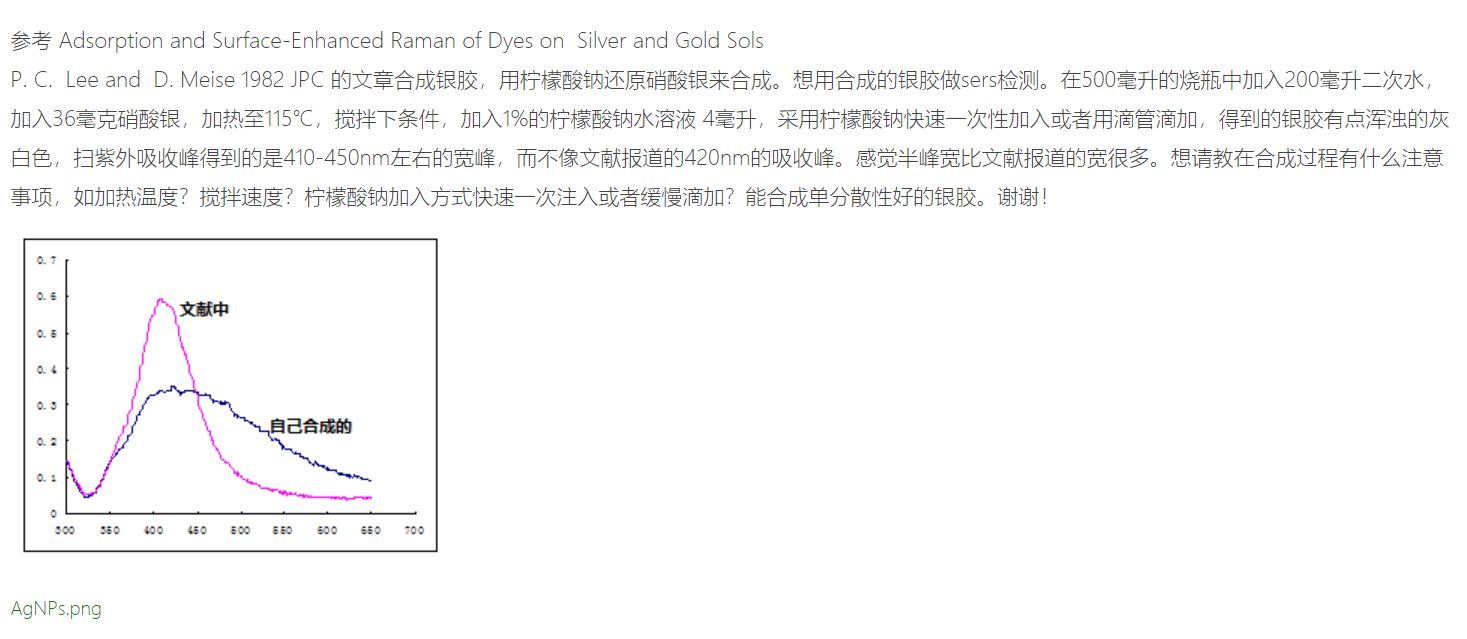 参考 Adsorption and Surface-Enhanced Raman of Dyes on  Silver and Gold Sols
P. C.  Lee and  D. Meise 1982 JPC 的文章合成银胶，用柠檬酸钠还原硝酸银来合成。想用合成的银胶做sers检测。在500毫升的烧瓶中加入200毫升二次水，
加入36毫克硝酸银，加热至115℃，搅拌下条件，加入1%的柠檬酸钠水溶液 4毫升，采用柠檬酸钠快速一次性加入或者用滴管滴加，得到的银胶有点浑浊的灰
白色，扫紫外吸收峰得到的是410-450nm左右的宽峰，而不像文献报道的420nm的吸收峰。感觉半峰宽比文献报道的宽很多。想请教在合成过程有什么注意
事项，如加热温度？搅拌速度？柠檬酸钠加入方式快速一次注入或者缓慢滴加？能合成单分散性好的银胶。谢谢！
0.7
0.6
文献中
0.5
0.4
0.3
自己合成的
0.2
0.1
0
300 350 400 450 500 550 600 650 700
AgNPs.png